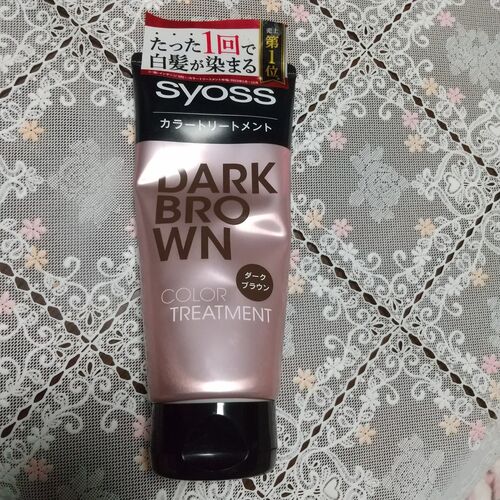 たった1回で
白髪が染まる
売上
第1位
syoss
カラートリートメント
DARK
BRO
WN
ダーク
ブラウン
COLOR
TREATMENT